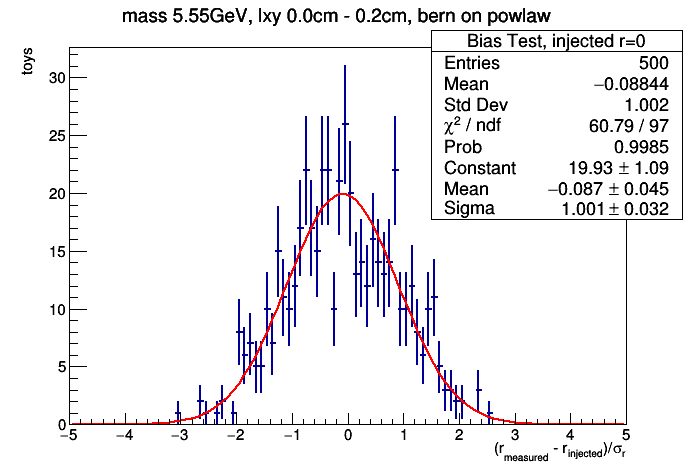 mass 5.55GeV, lxy 0.0cm - 0.2cm, bern on powlaw
Bias Test, injected r=0
Entries 500
Mean −0.08844
Std Dev 1.002
χ² / ndf 60.79 / 97
Prob 0.9985
Constant 19.93 ± 1.09
Mean −0.087 ± 0.045
Sigma 1.001 ± 0.032
toys
30
25
20
15
10
5
0
−5 −4 −3 −2 −1 0 1 2 3 4 5
(r_measured - r_injected)/σ_r